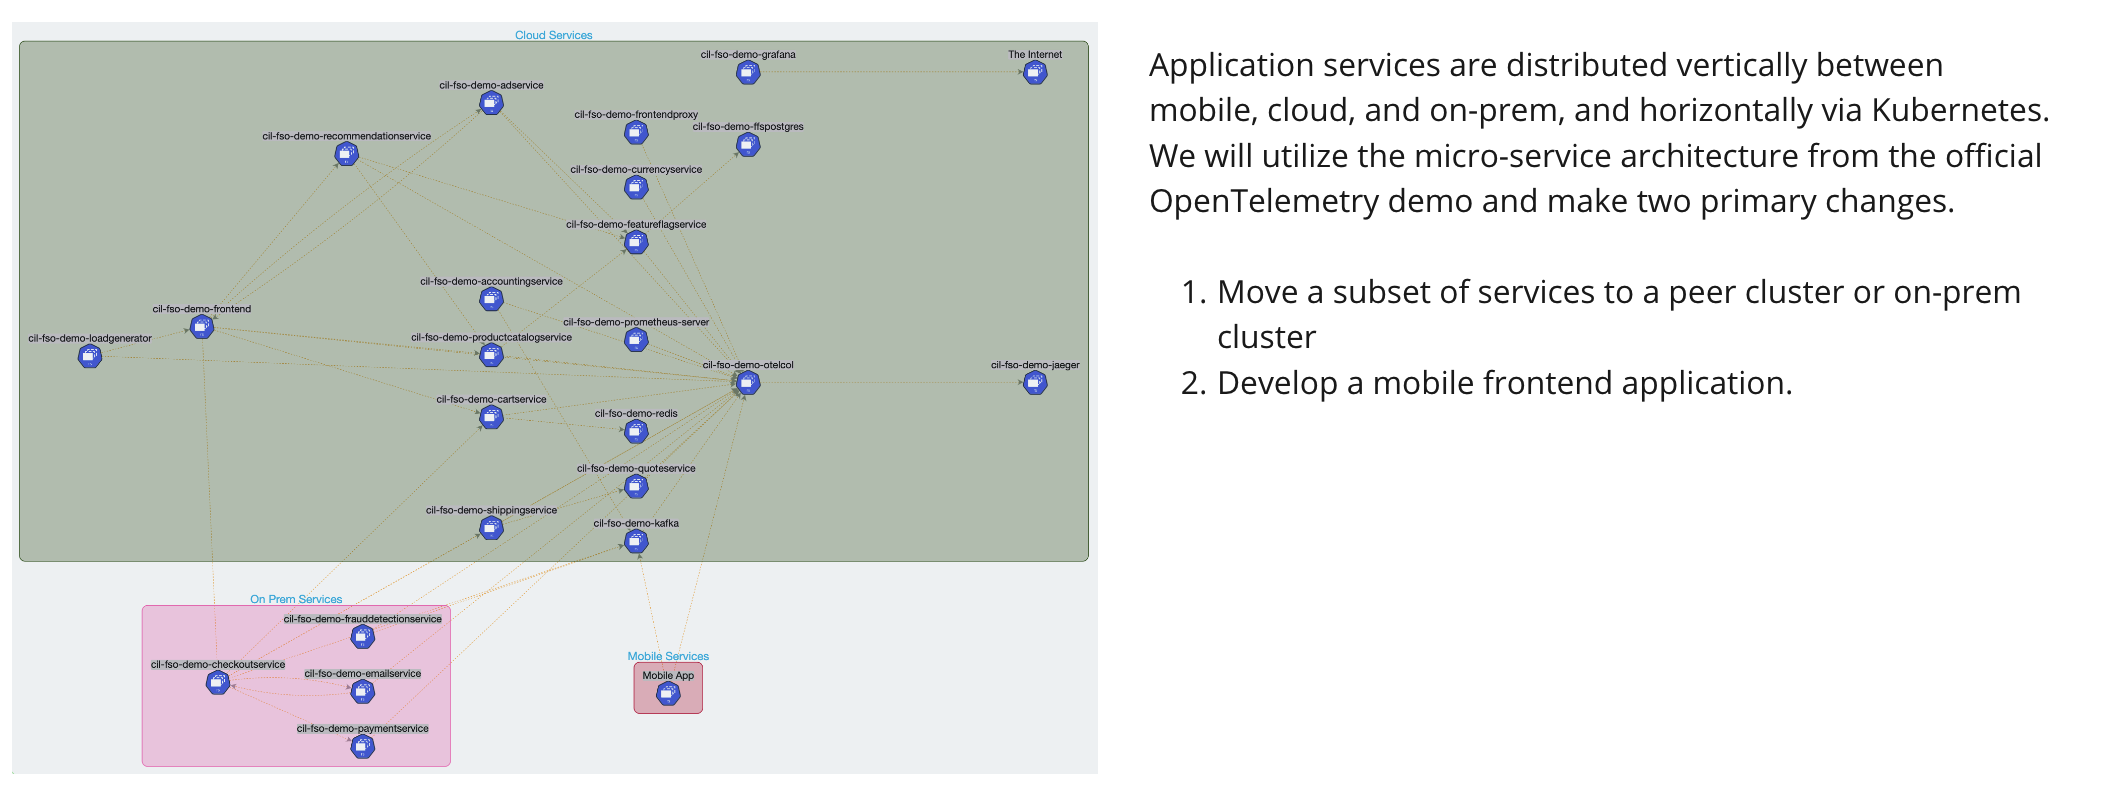 Cloud Services
cil-fso-demo-grafana
The Internet
cil-fso-demo-adservice
cil-fso-demo-frontendproxy
cil-fso-demo-ffspostgres
cil-fso-demo-recommendationservice
cil-fso-demo-currencyservice
cil-fso-demo-featureflagservice
cil-fso-demo-accountingservice
cil-fso-demo-frontend
cil-fso-demo-prometheus-server
cil-fso-demo-loadgenerator
cil-fso-demo-productcatalogservice
cil-fso-demo-otelcol
cil-fso-demo-jaeger
cil-fso-demo-cartservice
cil-fso-demo-redis
cil-fso-demo-quoteservice
cil-fso-demo-shippingservice
cil-fso-demo-kafka
On Prem Services
cil-fso-demo-frauddetectionservice
cil-fso-demo-checkoutservice
cil-fso-demo-emailservice
cil-fso-demo-paymentservice
Mobile Services
Mobile App
Application services are distributed vertically between
mobile, cloud, and on-prem, and horizontally via Kubernetes.
We will utilize the micro-service architecture from the official
OpenTelemetry demo and make two primary changes.
1. Move a subset of services to a peer cluster or on-prem
cluster
2. Develop a mobile frontend application.